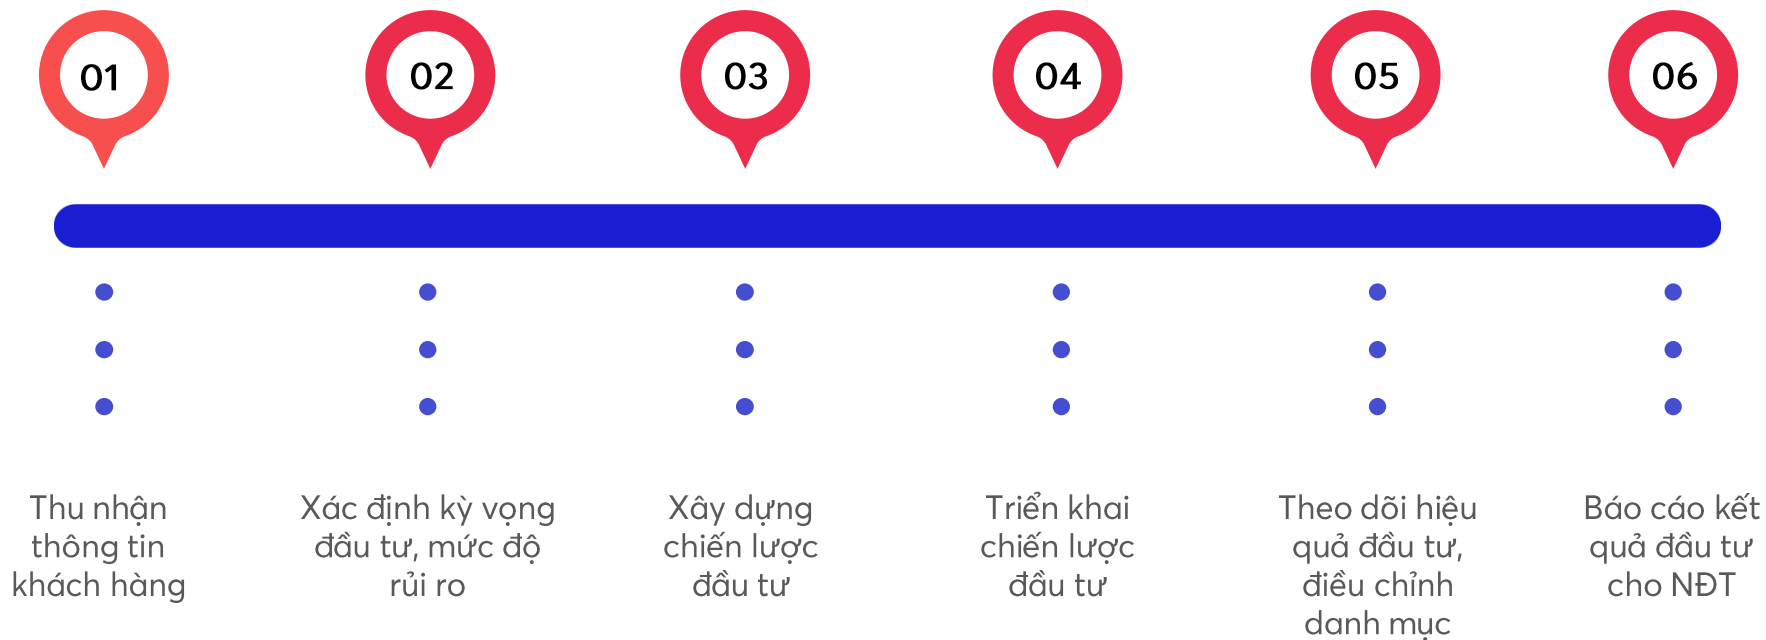 01
02
03
04
05
06
Thu nhận
thông tin
khách hàng
Xác định kỳ vọng
đầu tư, mức độ
rủi ro
Xây dựng
chiến lược
đầu tư
Triển khai
chiến lược
đầu tư
Theo dõi hiệu
quả đầu tư,
điều chỉnh
danh mục
Báo cáo kết
quả đầu tư
cho NĐT